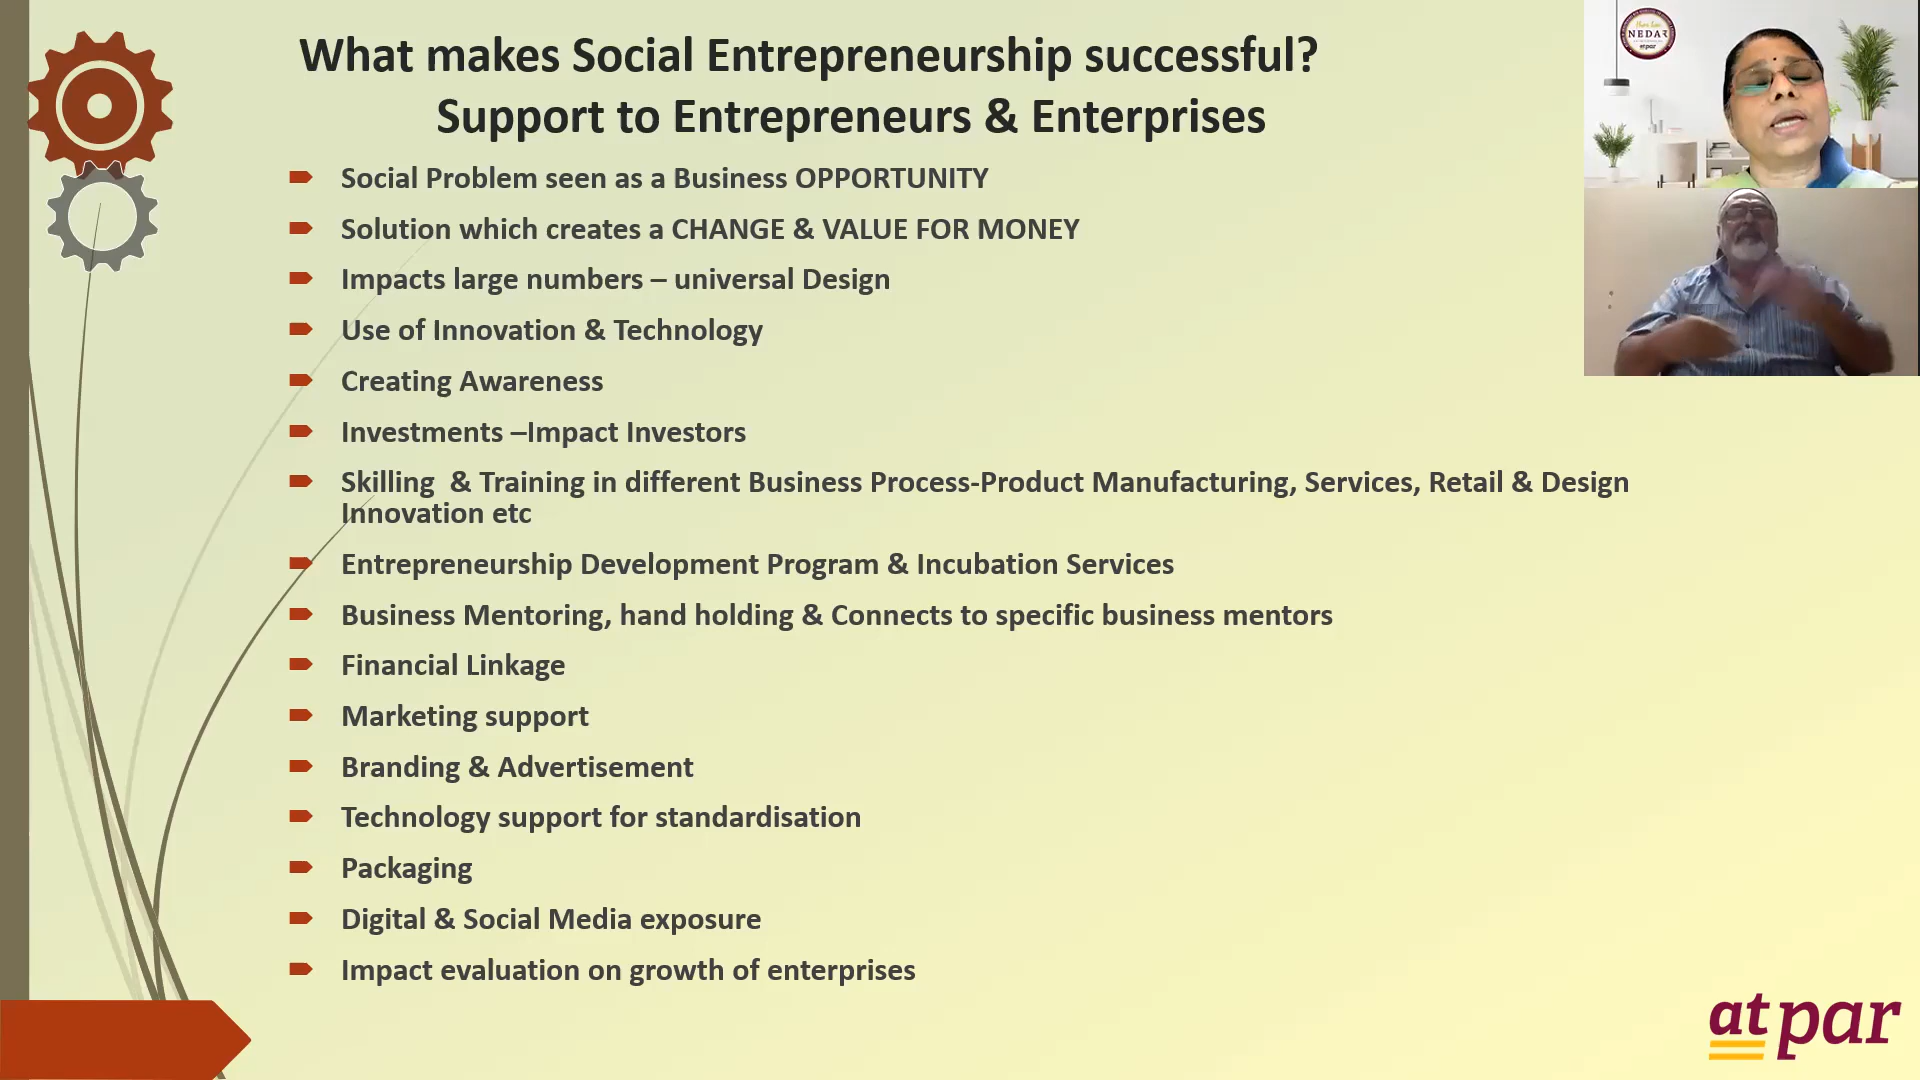 What makes Social Entrepreneurship successful?
Support to Entrepreneurs & Enterprises
Social Problem seen as a Business OPPORTUNITY
Solution which creates a CHANGE & VALUE FOR MONEY
Impacts large numbers – universal Design
Use of Innovation & Technology
Creating Awareness
Investments –Impact Investors
Skilling  & Training in different Business Process-Product Manufacturing, Services, Retail & Design
Innovation etc
Entrepreneurship Development Program & Incubation Services
Business Mentoring, hand holding & Connects to specific business mentors
Financial Linkage
Marketing support
Branding & Advertisement
Technology support for standardisation
Packaging
Digital & Social Media exposure
Impact evaluation on growth of enterprises
NEDAR
at par
at par